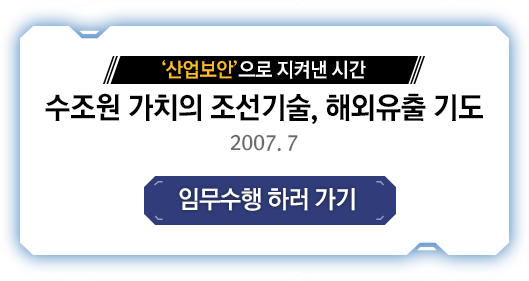 ‘산업보안’으로 지켜낸 시간
수조원 가치의 조선기술, 해외유출 기도
2007. 7
임무수행 하러 가기